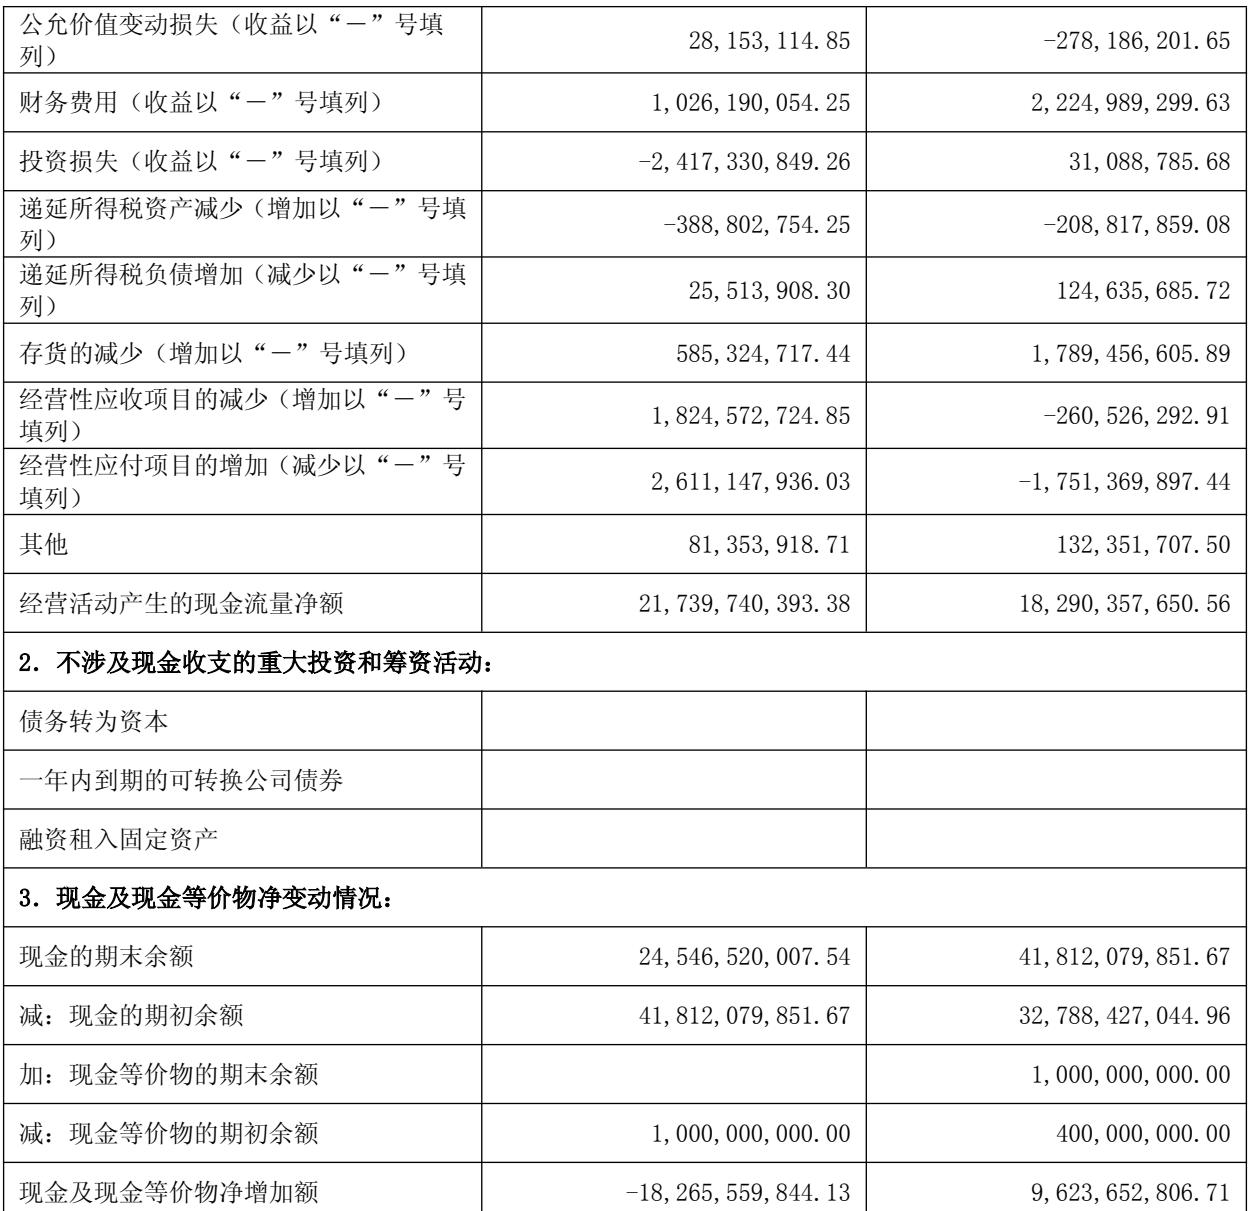 公允价值变动损失（收益以“－”号填
列）
28,153,114.85
-278,186,201.65
财务费用（收益以“－”号填列）
1,026,190,054.25
2,224,989,299.63
投资损失（收益以“－”号填列）
-2,417,330,849.26
31,088,785.68
递延所得税资产减少（增加以“－”号填
列）
-388,802,754.25
-208,817,859.08
递延所得税负债增加（减少以“－”号填
列）
25,513,908.30
124,635,685.72
存货的减少（增加以“－”号填列）
585,324,717.44
1,789,456,605.89
经营性应收项目的减少（增加以“－”号
填列）
1,824,572,724.85
-260,526,292.91
经营性应付项目的增加（减少以“－”号
填列）
2,611,147,936.03
-1,751,369,897.44
其他
81,353,918.71
132,351,707.50
经营活动产生的现金流量净额
21,739,740,393.38
18,290,357,650.56
2．不涉及现金收支的重大投资和筹资活动：
债务转为资本
一年内到期的可转换公司债券
融资租入固定资产
3．现金及现金等价物净变动情况：
现金的期末余额
24,546,520,007.54
41,812,079,851.67
减：现金的期初余额
41,812,079,851.67
32,788,427,044.96
加：现金等价物的期末余额
1,000,000,000.00
减：现金等价物的期初余额
1,000,000,000.00
400,000,000.00
现金及现金等价物净增加额
-18,265,559,844.13
9,623,652,806.71